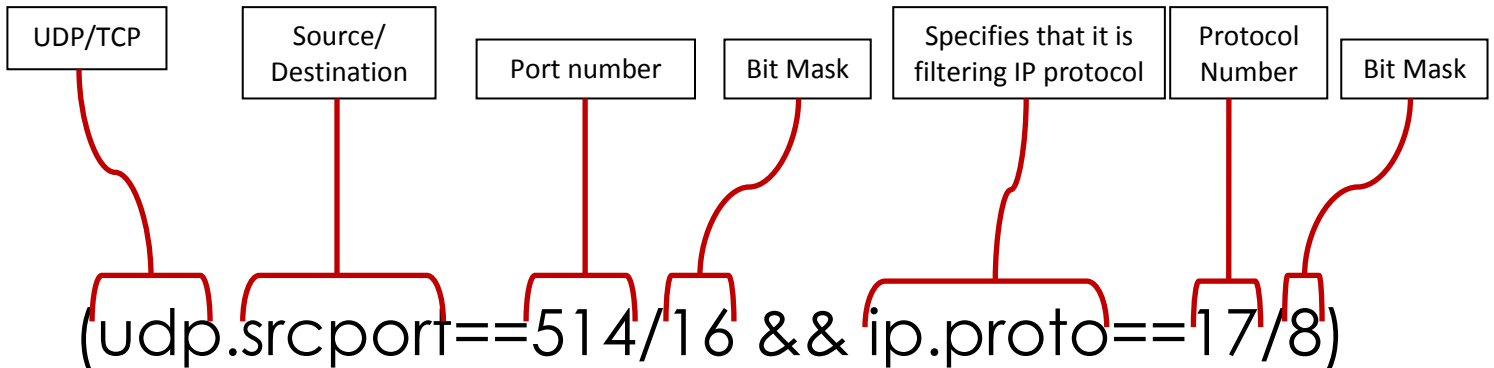 UDP/TCP
Source/
Destination
Port number
Bit Mask
Specifies that it is
filtering IP protocol
Protocol
Number
Bit Mask
(udp.srcport==514/16 && ip.proto==17/8)